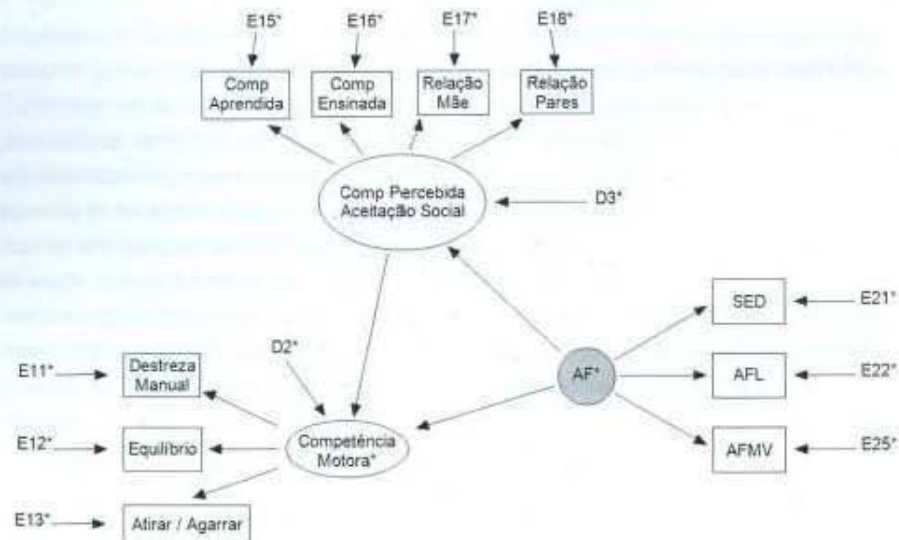 E15* E16* E17* E18*
Comp Aprendida
Comp Ensinada
Relação Mãe
Relação Pares
Comp Percebida
Aceitação Social
D3*
SED
E21*
D2*
E11*
Destreza
Manual
AF*
AFL
E22*
E12*
Equilíbrio
Competência
Motora*
AFMV
E25*
E13*
Atirar / Agarrar